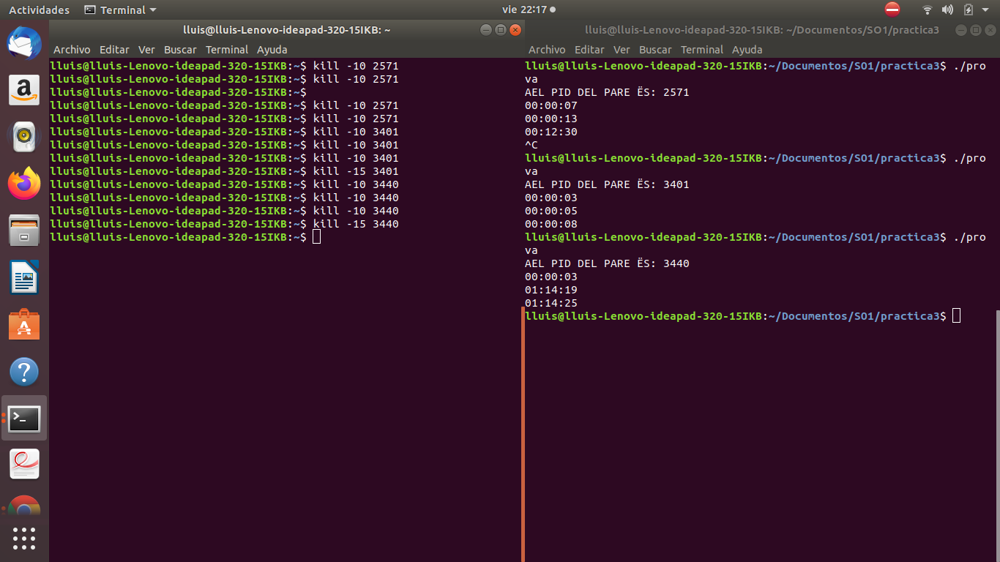 Actividades Terminal vie 22:17
lluis@lluis-Lenovo-ideapad-320-15IKB: ~
Archivo Editar Ver Buscar Terminal Ayuda
lluis@lluis-Lenovo-ideapad-320-15IKB:~$ kill -10 2571
lluis@lluis-Lenovo-ideapad-320-15IKB:~$ kill -10 2571
lluis@lluis-Lenovo-ideapad-320-15IKB:~$
lluis@lluis-Lenovo-ideapad-320-15IKB:~$ kill -10 2571
lluis@lluis-Lenovo-ideapad-320-15IKB:~$ kill -10 2571
lluis@lluis-Lenovo-ideapad-320-15IKB:~$ kill -10 3401
lluis@lluis-Lenovo-ideapad-320-15IKB:~$ kill -10 3401
lluis@lluis-Lenovo-ideapad-320-15IKB:~$ kill -10 3401
lluis@lluis-Lenovo-ideapad-320-15IKB:~$ kill -15 3401
lluis@lluis-Lenovo-ideapad-320-15IKB:~$ kill -10 3440
lluis@lluis-Lenovo-ideapad-320-15IKB:~$ kill -10 3440
lluis@lluis-Lenovo-ideapad-320-15IKB:~$ kill -10 3440
lluis@lluis-Lenovo-ideapad-320-15IKB:~$ kill -15 3440
lluis@lluis-Lenovo-ideapad-320-15IKB:~$
lluis@lluis-Lenovo-ideapad-320-15IKB: ~/Documentos/SO1/practica3
Archivo Editar Ver Buscar Terminal Ayuda
lluis@lluis-Lenovo-ideapad-320-15IKB:~/Documentos/SO1/practica3$ ./pro
va
AEL PID DEL PARE ËS: 2571
00:00:07
00:00:13
00:12:30
^C
lluis@lluis-Lenovo-ideapad-320-15IKB:~/Documentos/SO1/practica3$ ./pro
va
AEL PID DEL PARE ËS: 3401
00:00:03
00:00:05
00:00:08
lluis@lluis-Lenovo-ideapad-320-15IKB:~/Documentos/SO1/practica3$ ./pro
va
AEL PID DEL PARE ËS: 3440
00:00:03
01:14:19
01:14:25
lluis@lluis-Lenovo-ideapad-320-15IKB:~/Documentos/SO1/practica3$